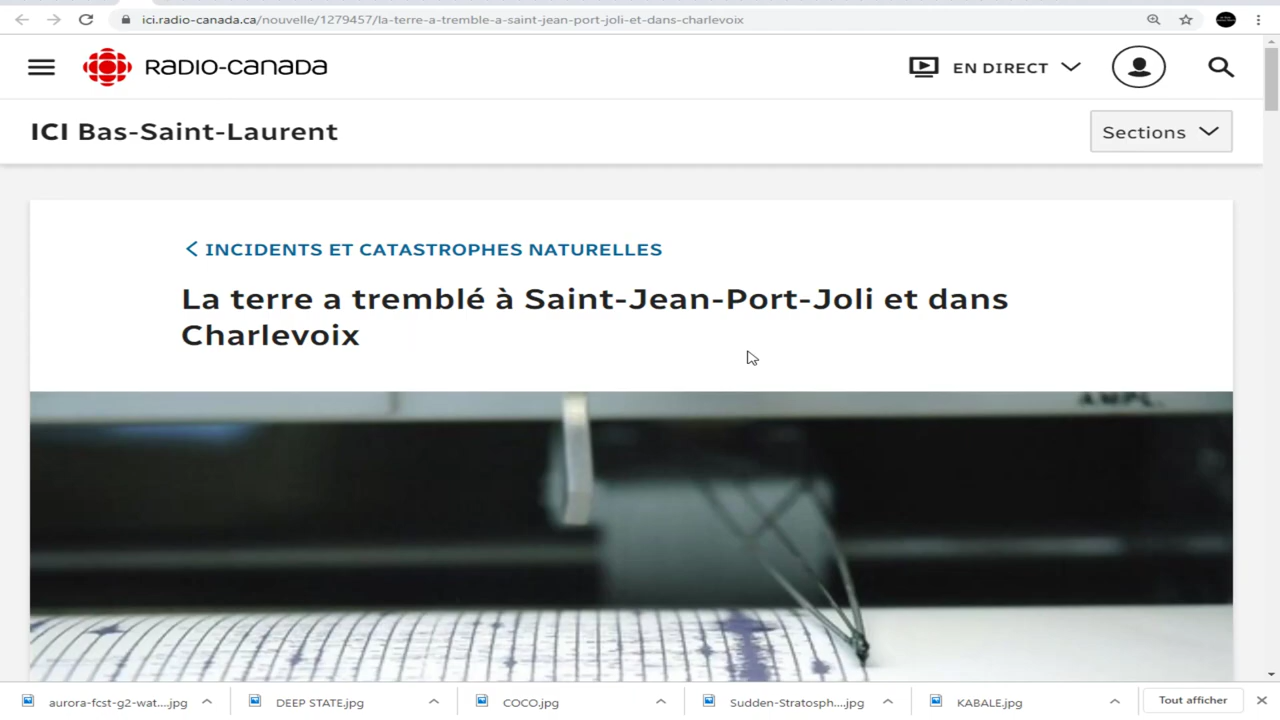 ici.radio-canada.ca/nouvelle/1279457/la-terre-a-tremble-a-saint-jean-port-joli-et-dans-charlevoix
RADIO-CANADA
EN DIRECT
ICI Bas-Saint-Laurent
Sections
INCIDENTS ET CATASTROPHES NATURELLES
La terre a tremblé à Saint-Jean-Port-Joli et dans
Charlevoix
AMPL.
aurora-fcst-g2-wat....jpg
DEEP STATE.jpg
COCO.jpg
Sudden-Stratosph....jpg
KABALE.jpg
Tout afficher